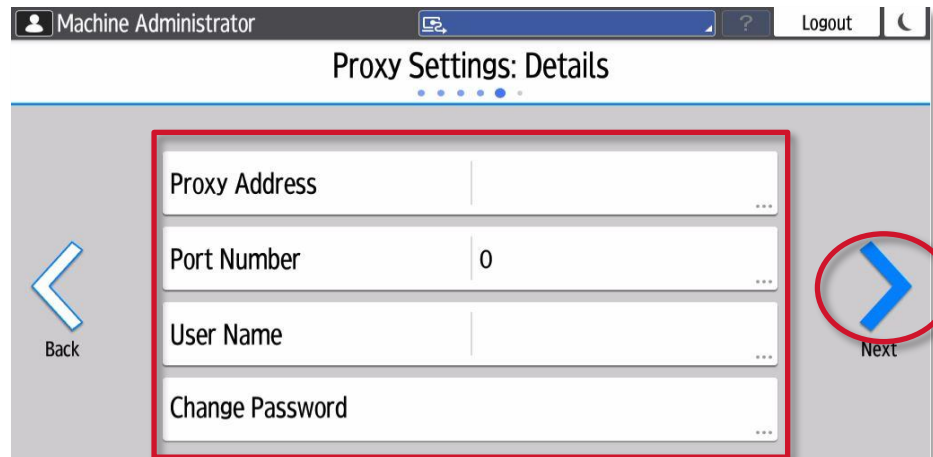 Machine Administrator ? Logout
Proxy Settings: Details
Proxy Address ...
Port Number 0 ...
User Name ...
Change Password ...
Back
Next